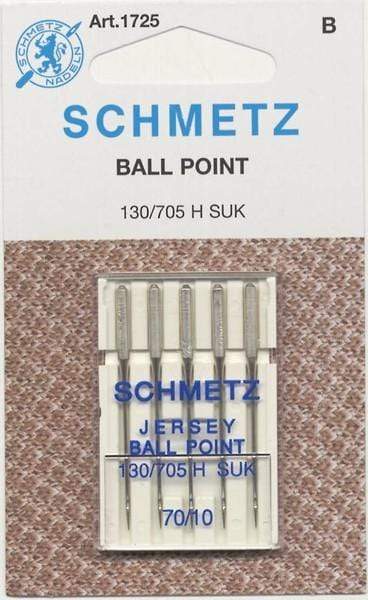 Art.1725
B
SCHMETZ
NADELN
SCHMETZ
BALL POINT
130/705 H SUK
SCHMETZ
JERSEY
BALL POINT
130/705 H SUK
70/10